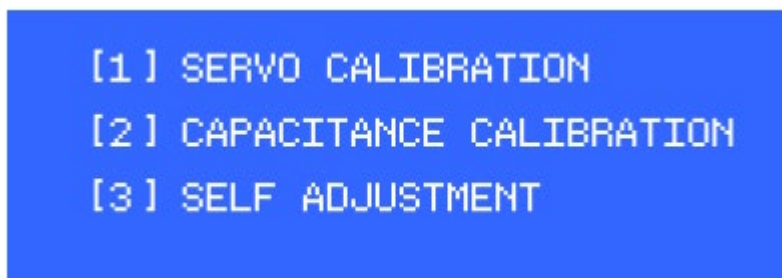 [1] SERVO CALIBRATION
[2] CAPACITANCE CALIBRATION
[3] SELF ADJUSTMENT